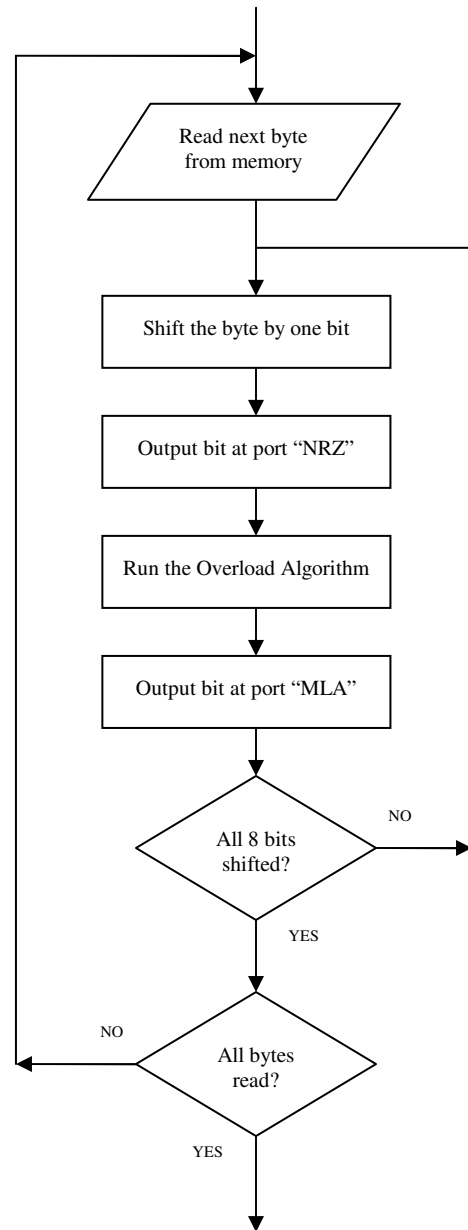 Read next byte
from memory
Shift the byte by one bit
Output bit at port “NRZ”
Run the Overload Algorithm
Output bit at port “MLA”
All 8 bits
shifted?
NO
YES
All bytes
read?
NO
YES